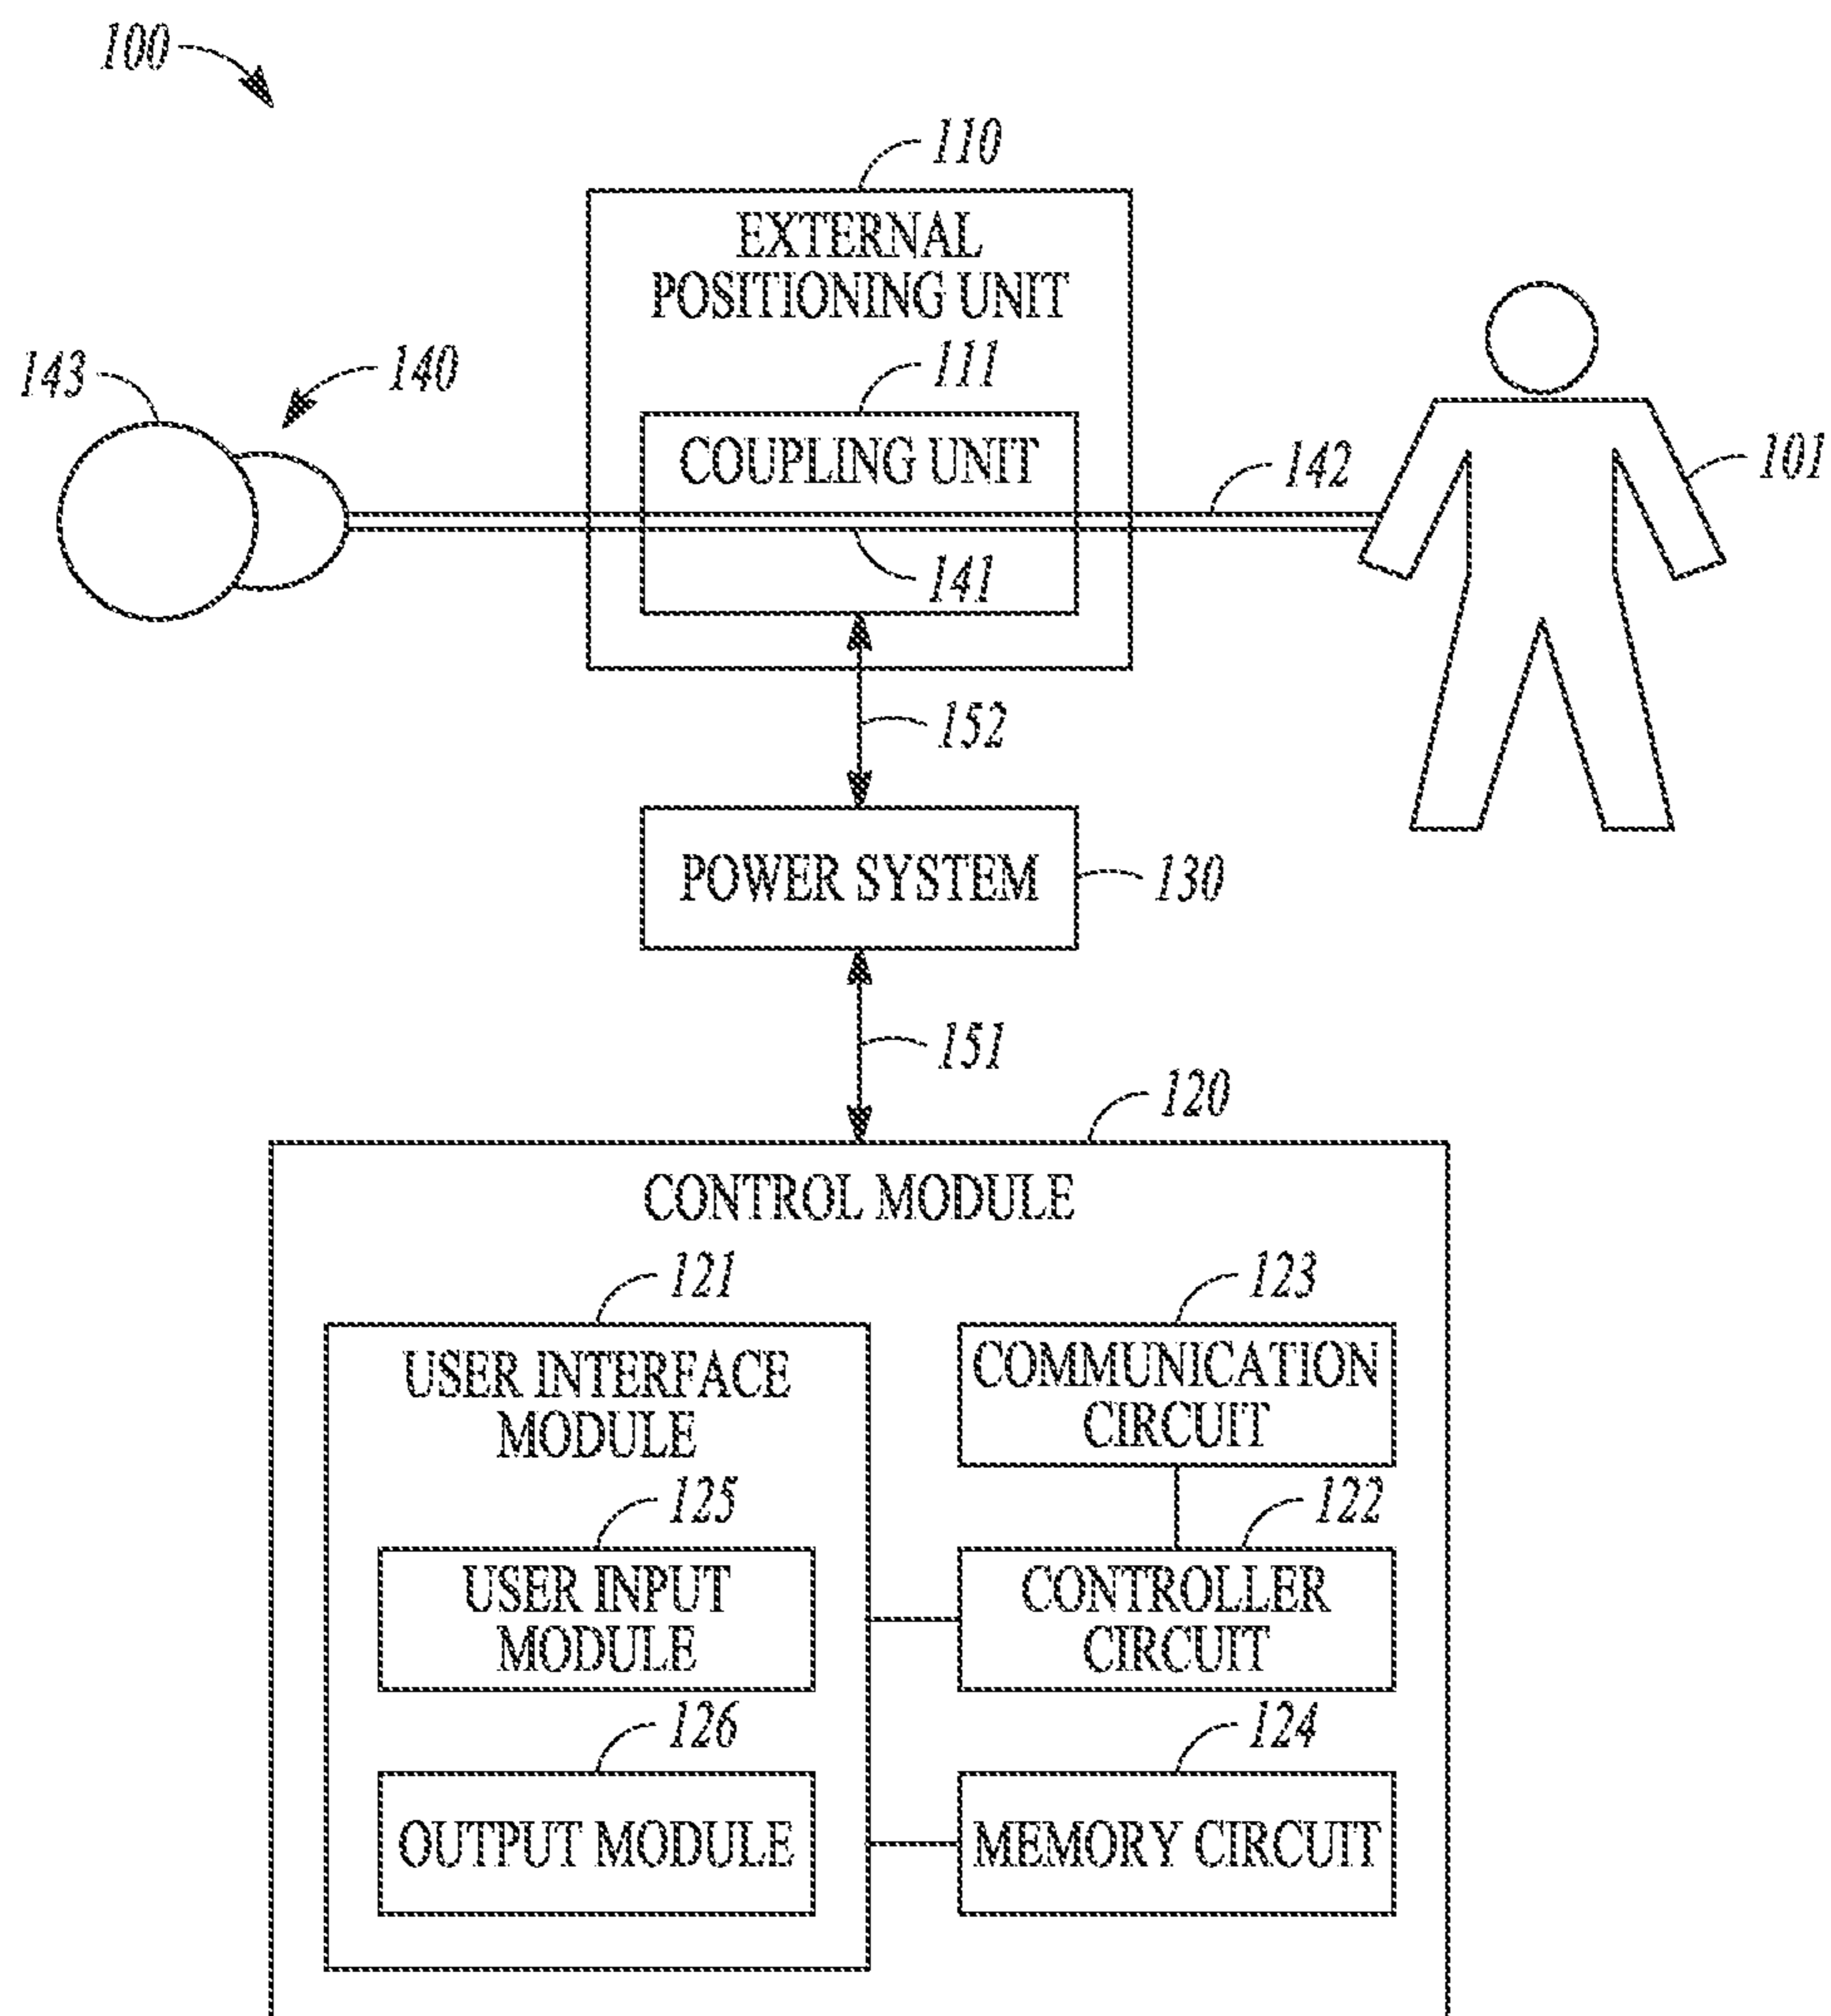 100
110
EXTERNAL
POSITIONING UNIT
143
140
111
COUPLING UNIT
142
101
141
152
POWER SYSTEM
130
151
120
CONTROL MODULE
121
123
USER INTERFACE
MODULE
COMMUNICATION
CIRCUIT
125
122
USER INPUT
MODULE
CONTROLLER
CIRCUIT
126
124
OUTPUT MODULE
MEMORY CIRCUIT